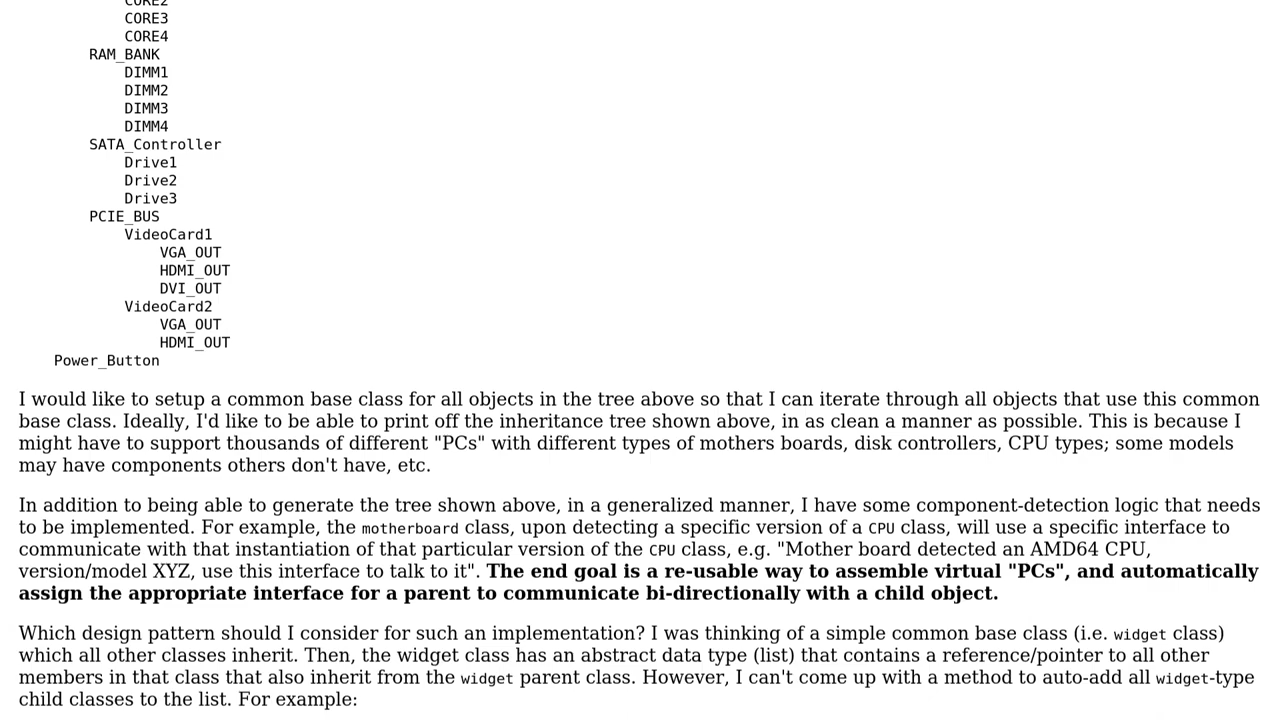 CORE2
CORE3
CORE4
RAM_BANK
DIMM1
DIMM2
DIMM3
DIMM4
SATA_Controller
Drive1
Drive2
Drive3
PCIE_BUS
VideoCard1
VGA_OUT
HDMI_OUT
DVI_OUT
VideoCard2
VGA_OUT
HDMI_OUT
Power_Button
I would like to setup a common base class for all objects in the tree above so that I can iterate through all objects that use this common
base class. Ideally, I'd like to be able to print off the inheritance tree shown above, in as clean a manner as possible. This is because I
might have to support thousands of different "PCs" with different types of mothers boards, disk controllers, CPU types; some models
may have components others don't have, etc.
In addition to being able to generate the tree shown above, in a generalized manner, I have some component-detection logic that needs
to be implemented. For example, the motherboard class, upon detecting a specific version of a CPU class, will use a specific interface to
communicate with that instantiation of that particular version of the CPU class, e.g. "Mother board detected an AMD64 CPU,
version/model XYZ, use this interface to talk to it". The end goal is a re-usable way to assemble virtual "PCs", and automatically
assign the appropriate interface for a parent to communicate bi-directionally with a child object.
Which design pattern should I consider for such an implementation? I was thinking of a simple common base class (i.e. widget class)
which all other classes inherit. Then, the widget class has an abstract data type (list) that contains a reference/pointer to all other
members in that class that also inherit from the widget parent class. However, I can't come up with a method to auto-add all widget-type
child classes to the list. For example: